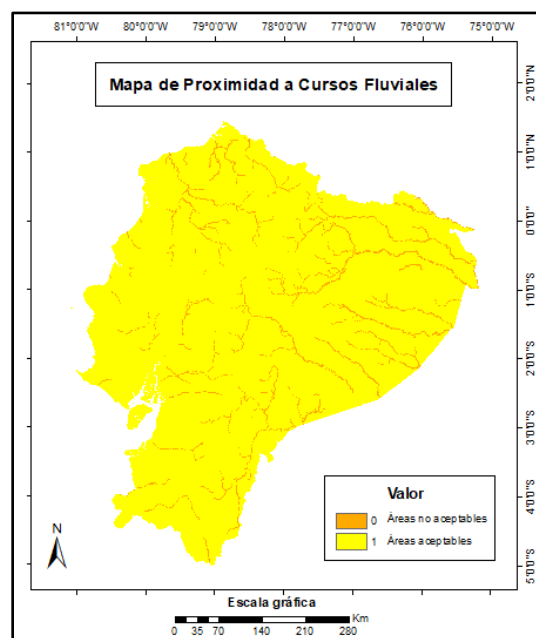 81°0'0"W 80°0'0"W 79°0'0"W 78°0'0"W 77°0'0"W 76°0'0"W 75°0'0"W
Mapa de Proximidad a Cursos Fluviales
2°0'0"N
1°0'0"N
0°0'0"
1°0'0"S
2°0'0"S
3°0'0"S
4°0'0"S
5°0'0"S
Valor
0 Áreas no aceptables
1 Áreas aceptables
N
Escala gráfica
Km
0 35 70 140 210 280